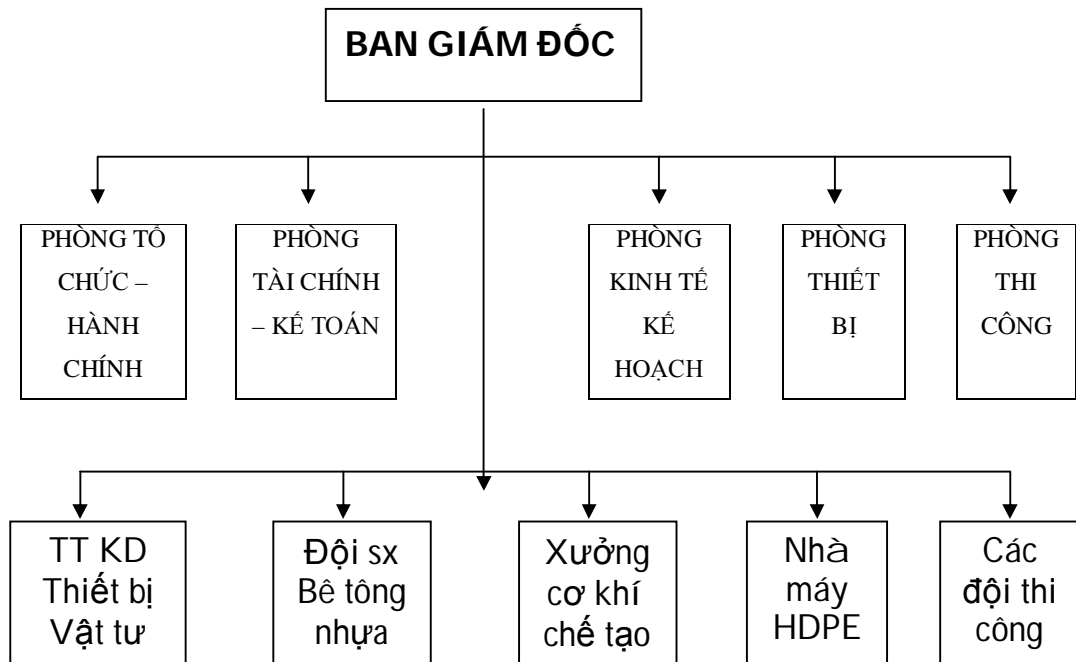 BAN GIÁM ĐỐC
PHÒNG TỔ
CHỨC –
HÀNH
CHÍNH
PHÒNG
TÀI CHÍNH
– KẾ TOÁN
PHÒNG
KINH TẾ
KẾ
HOẠCH
PHÒNG
THIẾT
BỊ
PHÒNG
THI
CÔNG
TT KD
Thiết bị
Vật tư
Đội sx
Bê tông
nhựa
Xưởng
cơ khí
chế tạo
Nhà
máy
HDPE
Các
đội thi
công